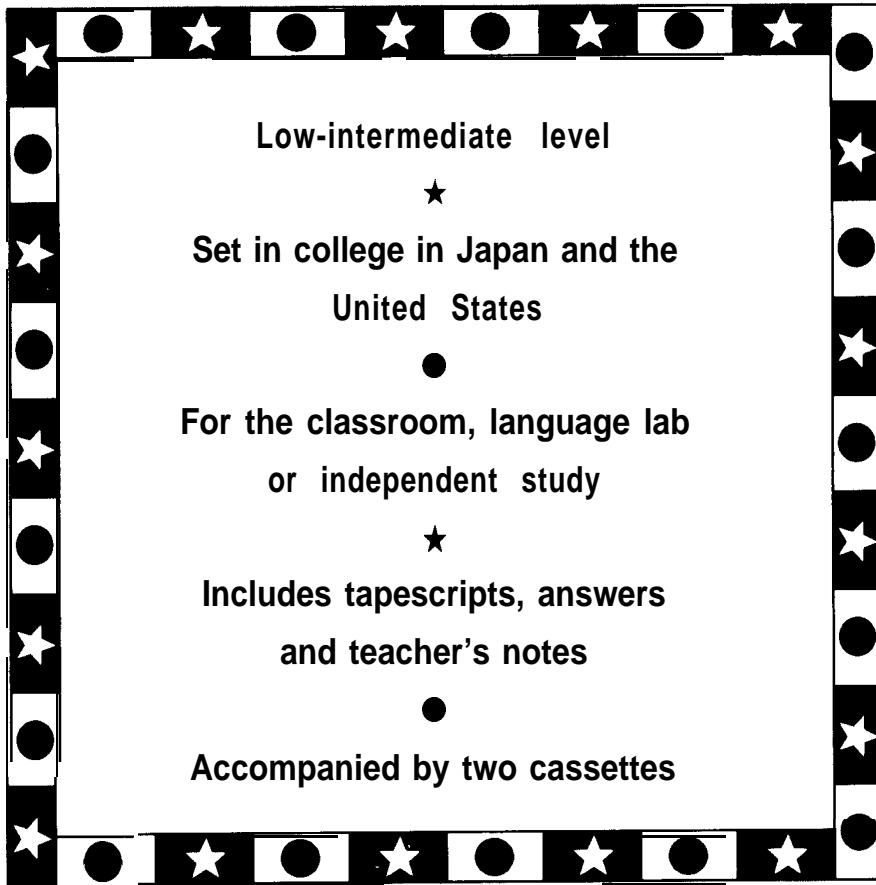 Low-intermediate level
Set in college in Japan and the
United States
For the classroom, language lab
or independent study
Includes tapescripts, answers
and teacher's notes
Accompanied by two cassettes